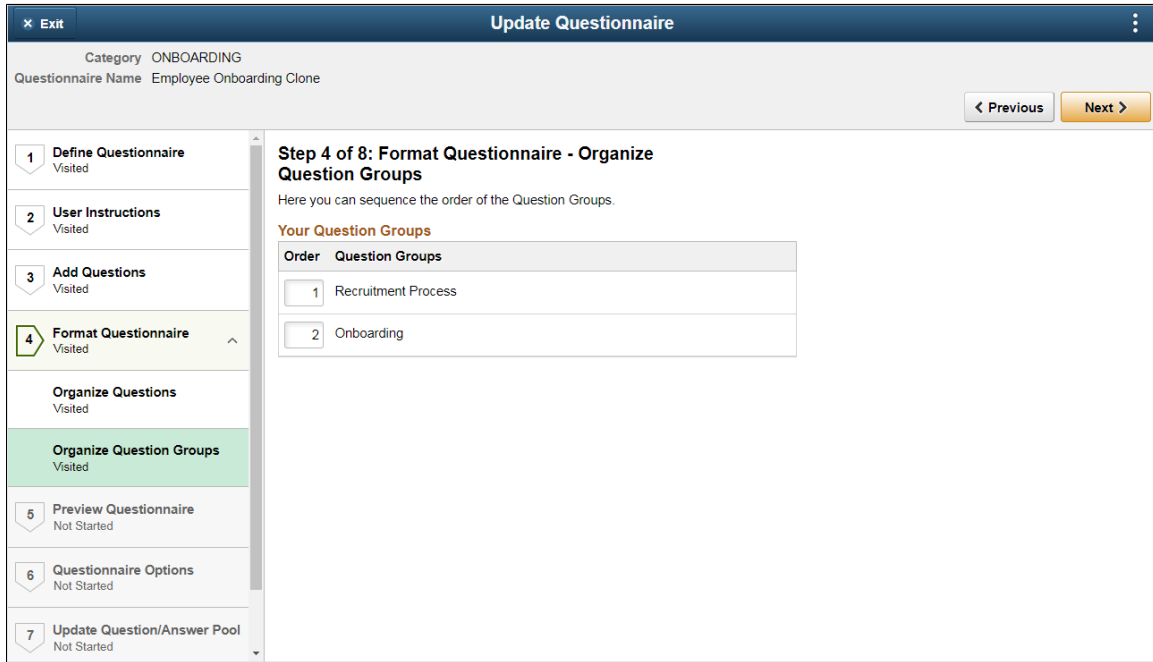 × Exit
Update Questionnaire
Category ONBOARDING
Questionnaire Name Employee Onboarding Clone
Previous
Next
1 Define Questionnaire
Visited
2 User Instructions
Visited
3 Add Questions
Visited
4 Format Questionnaire
Visited
Organize Questions
Visited
Organize Question Groups
Visited
5 Preview Questionnaire
Not Started
6 Questionnaire Options
Not Started
7 Update Question/Answer Pool
Not Started
Step 4 of 8: Format Questionnaire - Organize
Question Groups
Here you can sequence the order of the Question Groups.
Your Question Groups
Order Question Groups
1 Recruitment Process
2 Onboarding